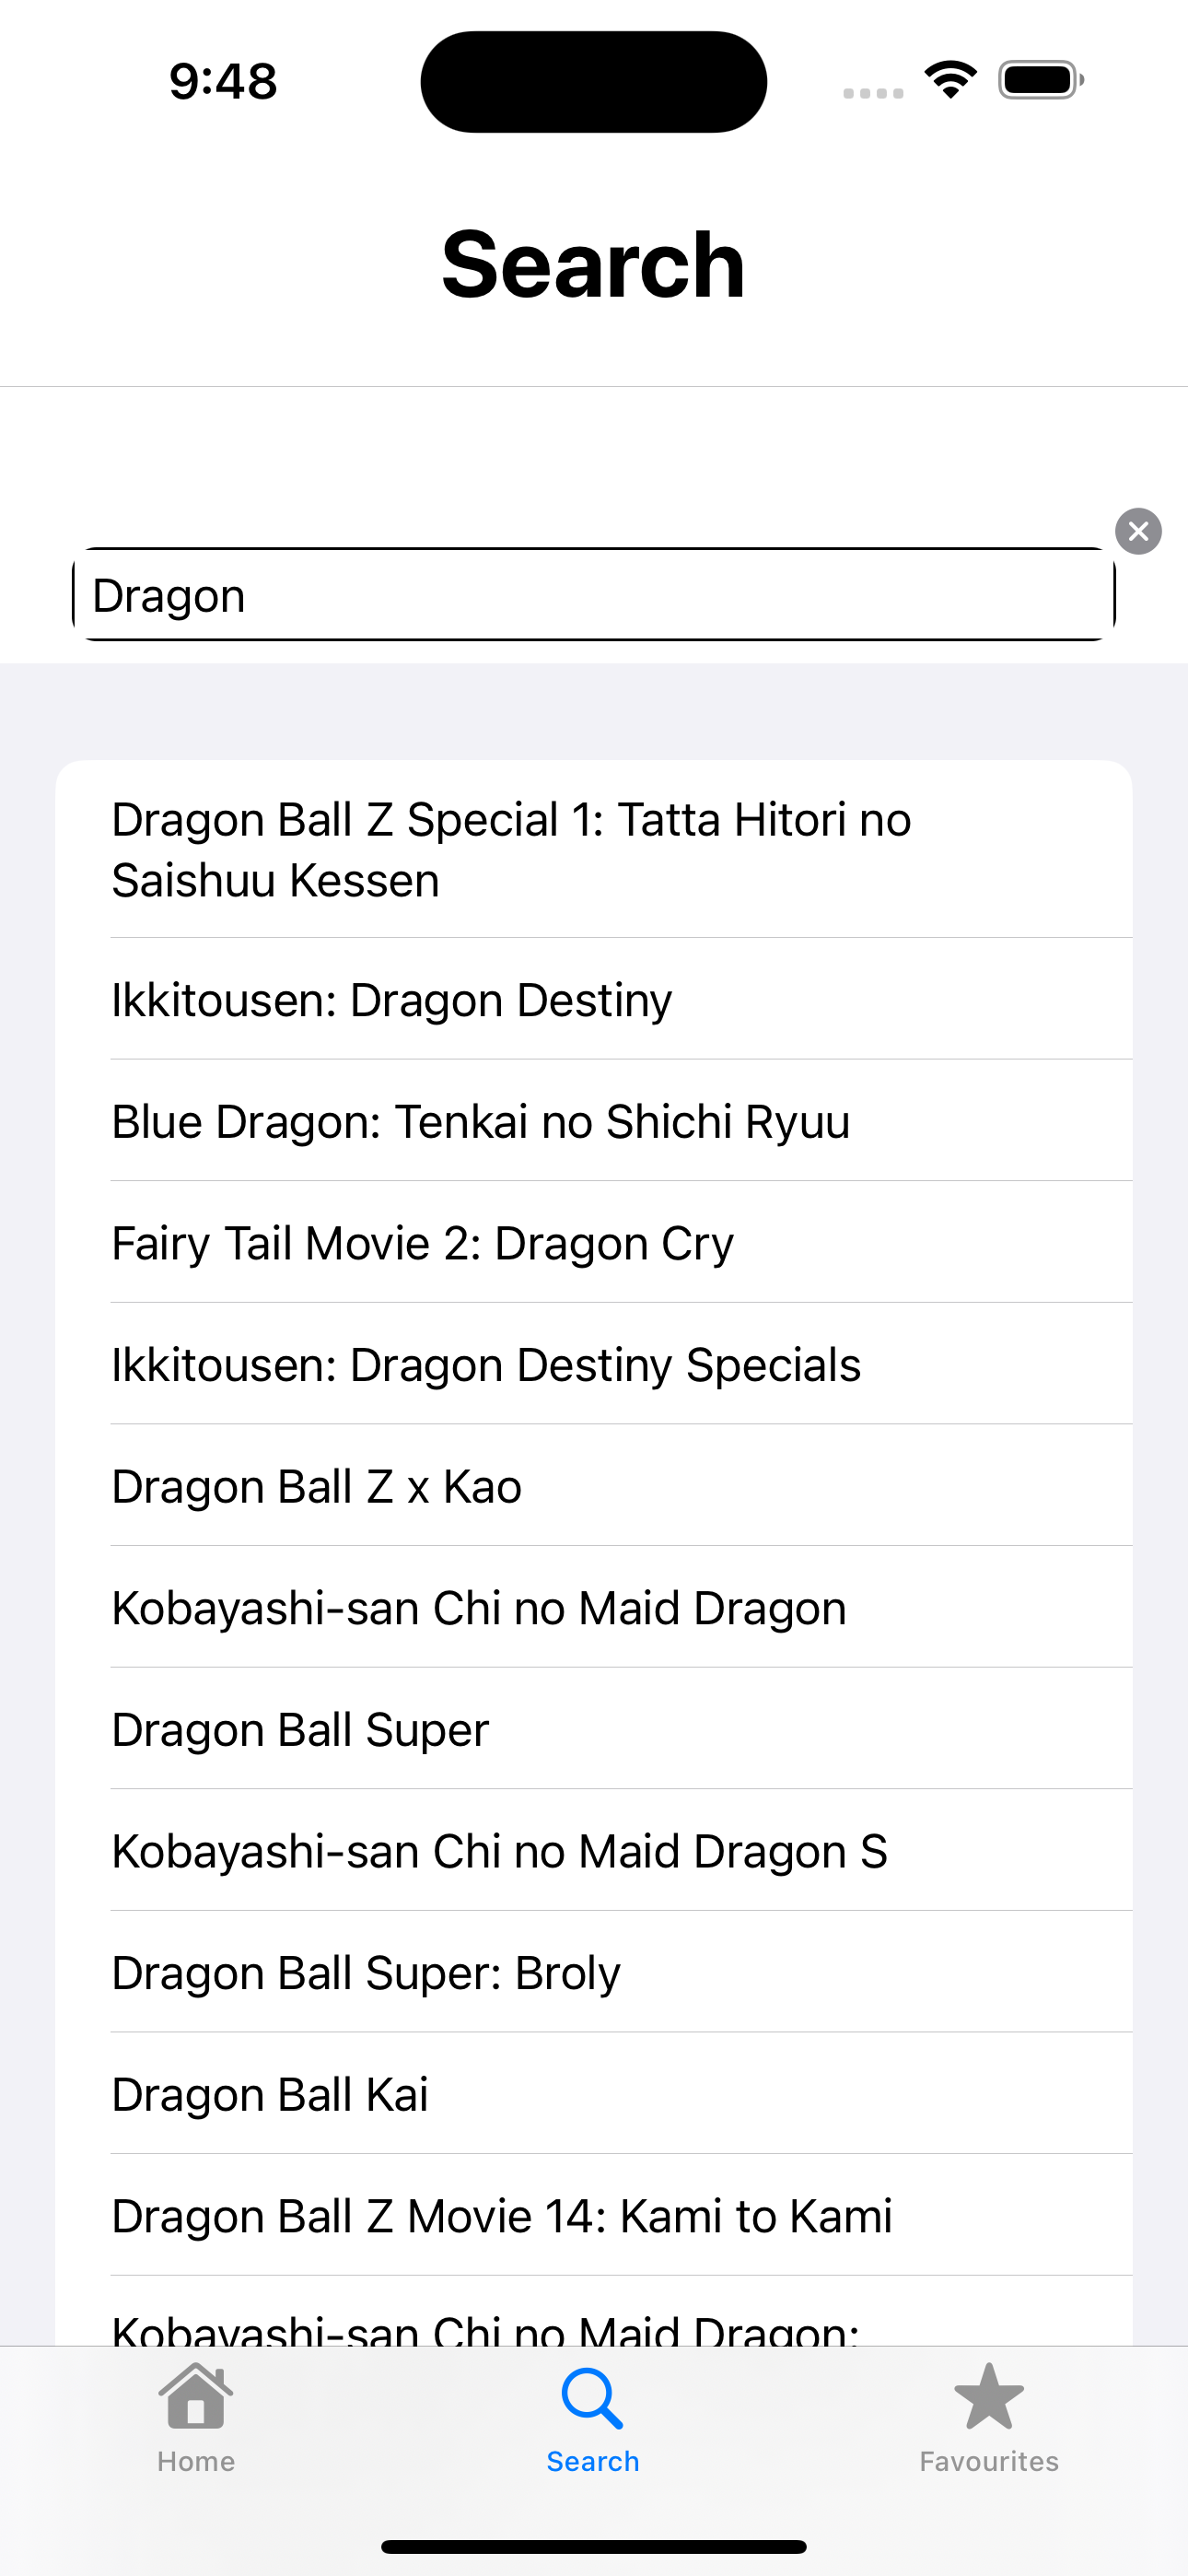 9:48
Search
Dragon
Dragon Ball Z Special 1: Tatta Hitori no
Saishuu Kessen
Ikkitousen: Dragon Destiny
Blue Dragon: Tenkai no Shichi Ryuu
Fairy Tail Movie 2: Dragon Cry
Ikkitousen: Dragon Destiny Specials
Dragon Ball Z x Kao
Kobayashi-san Chi no Maid Dragon
Dragon Ball Super
Kobayashi-san Chi no Maid Dragon S
Dragon Ball Super: Broly
Dragon Ball Kai
Dragon Ball Z Movie 14: Kami to Kami
Kobayashi-san Chi no Maid Dragon:
Home
Search
Favourites